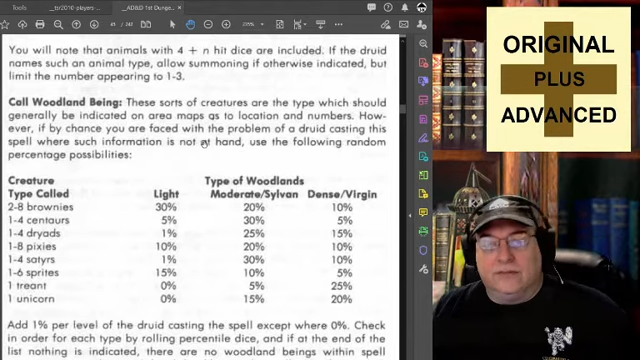 _tsr2010-players-
_AD&D 1st Dunge...
You will note that animals with 4 + n hit dice are included. If the druid
names such an animal type, allow summoning if otherwise indicated, but
limit the number appearing to 1-3.
Call Woodland Being: These sorts of creatures are the type which should
generally be indicated on area maps as to location and numbers. How-
ever, if by chance you are faced with the problem of a druid casting this
spell where such information is not at hand, use the following random
percentage possibilities:
Creature Type of Woodlands
Type Called Light Moderate/Sylvan Dense/Virgin
2-8 brownies 30% 20% 10%
1-4 centaurs 5% 30% 5%
1-4 dryads 1% 25% 15%
1-8 pixies 10% 20% 10%
1-4 satyrs 1% 30% 10%
1-6 sprites 15% 10% 5%
1 treant 0% 5% 25%
1 unicorn 0% 15% 20%
Add 1% per level of the druid casting the spell except where 0%. Check
in order for each type by rolling percentile dice, and if at the end of the
list nothing is indicated, there are no woodland beings within spell
ORIGINAL
PLUS
ADVANCED